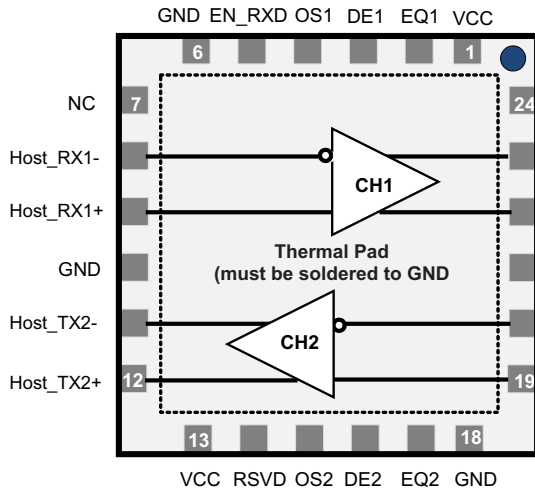 GND EN_RXD OS1 DE1 EQ1 VCC
6 1
NC 7 24
Host_RX1-
CH1
Host_RX1+
Thermal Pad
GND (must be soldered to GND
Host_TX2-
CH2
Host_TX2+ 12 19
13 18
VCC RSVD OS2 DE2 EQ2 GND